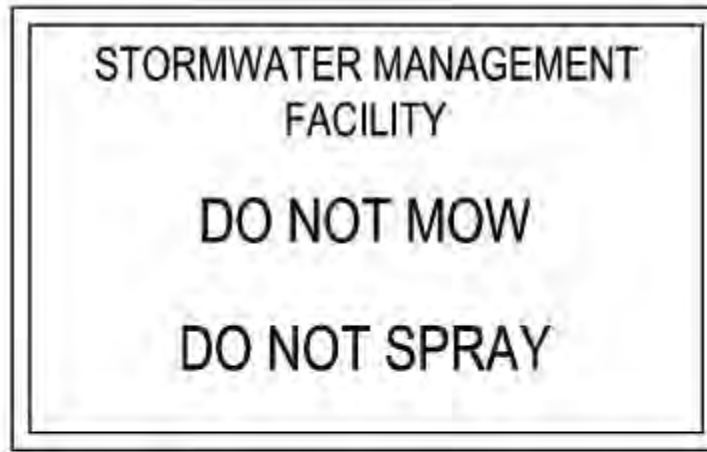 STORMWATER MANAGEMENT
FACILITY
DO NOT MOW
DO NOT SPRAY